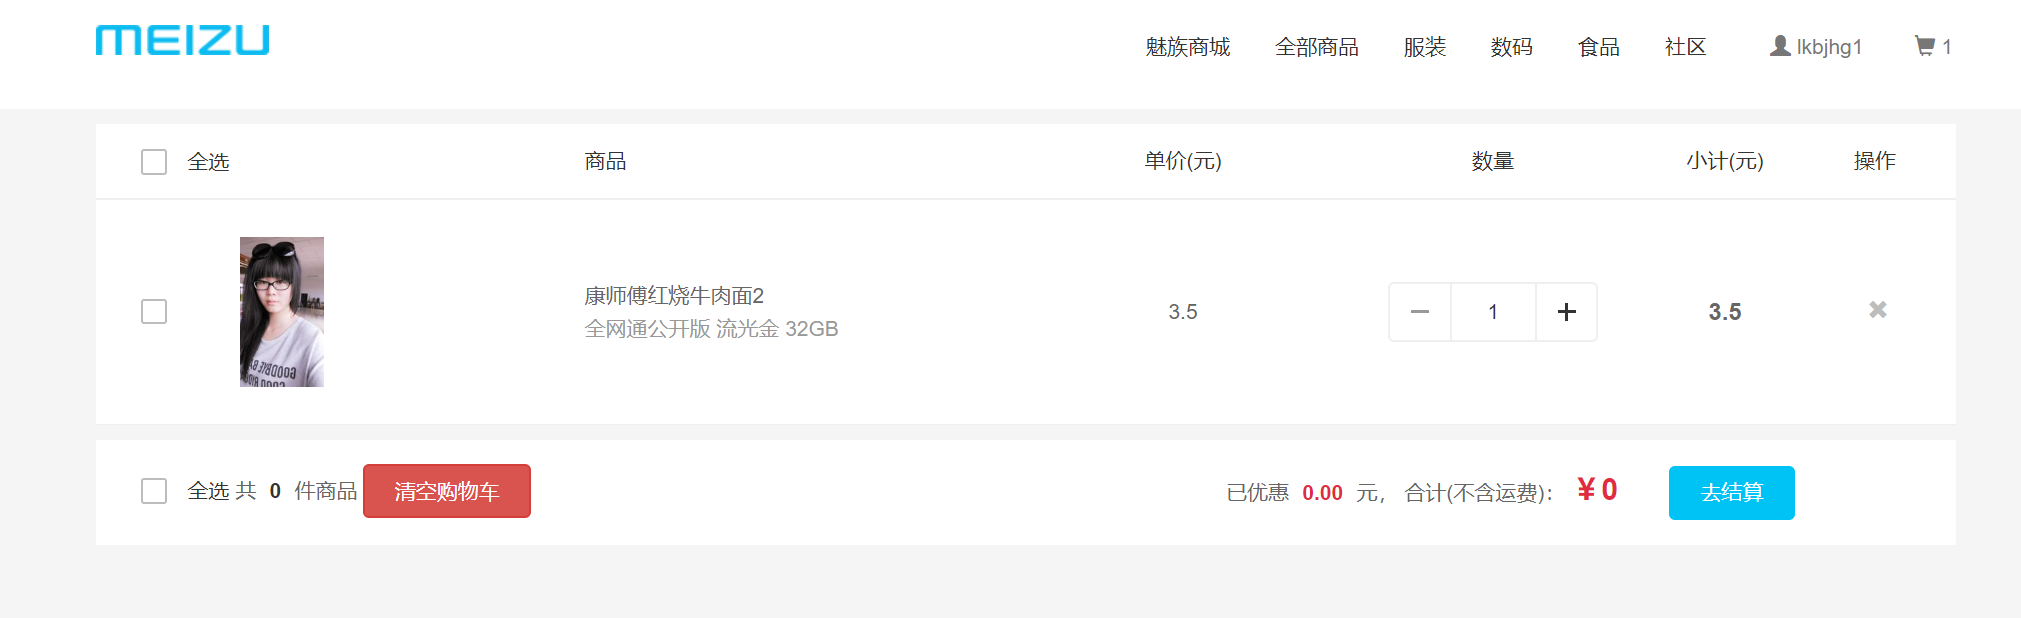 MEIZU
魅族商城 全部商品 服装 数码 食品 社区 lkbjhg1 1
全选 商品 单价(元) 数量 小计(元) 操作
康师傅红烧牛肉面2
全网通公开版 流光金 32GB
3.5 1 3.5
全选 共 0 件商品 清空购物车 已优惠 0.00 元， 合计(不含运费)： ¥0 去结算